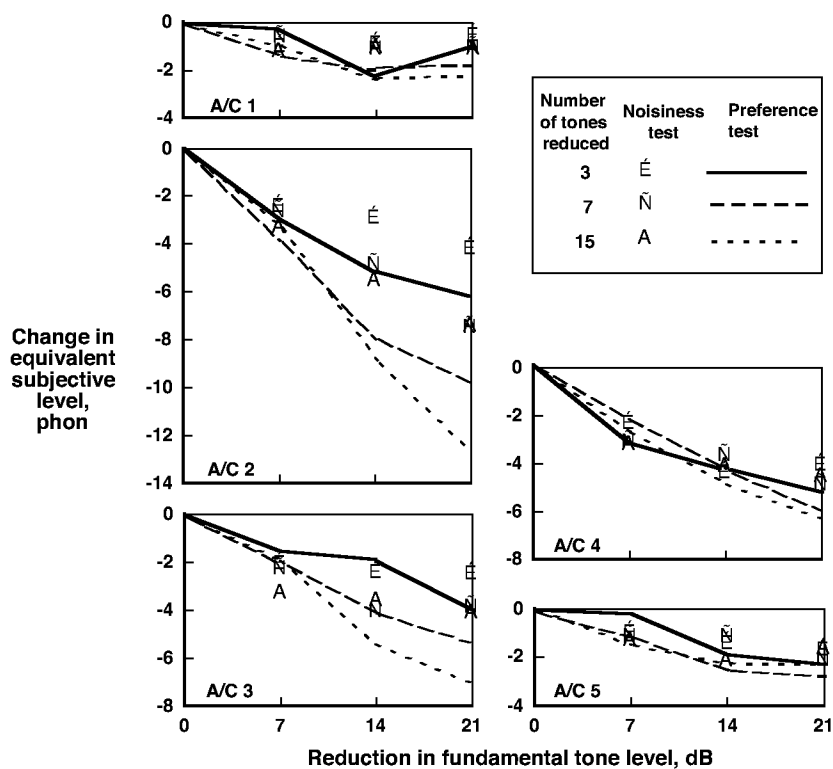 0
-2
-4
A/C 1
É
Ñ
A
É
Ñ
A
É
Ñ
A
Number of tones reduced
Noisiness test
Preference test
3 É
7 Ñ
15 A
0
-2
-4
-6
-8
-10
-12
-14
A/C 2
É
Ñ
A
É
Ñ
A
É
Ñ
A
Change in
equivalent
subjective
level,
phon
0
-2
-4
-6
-8
A/C 4
É
Ñ
A
Ñ
A
É
É
A
Ñ
0
-2
-4
-6
-8
A/C 3
É
Ñ
A
É
A
Ñ
É
Ñ
A
0
-2
-4
A/C 5
É
Ñ
A
Ñ
É
A
A
É
Ñ
0 7 14 21
0 7 14 21
Reduction in fundamental tone level, dB